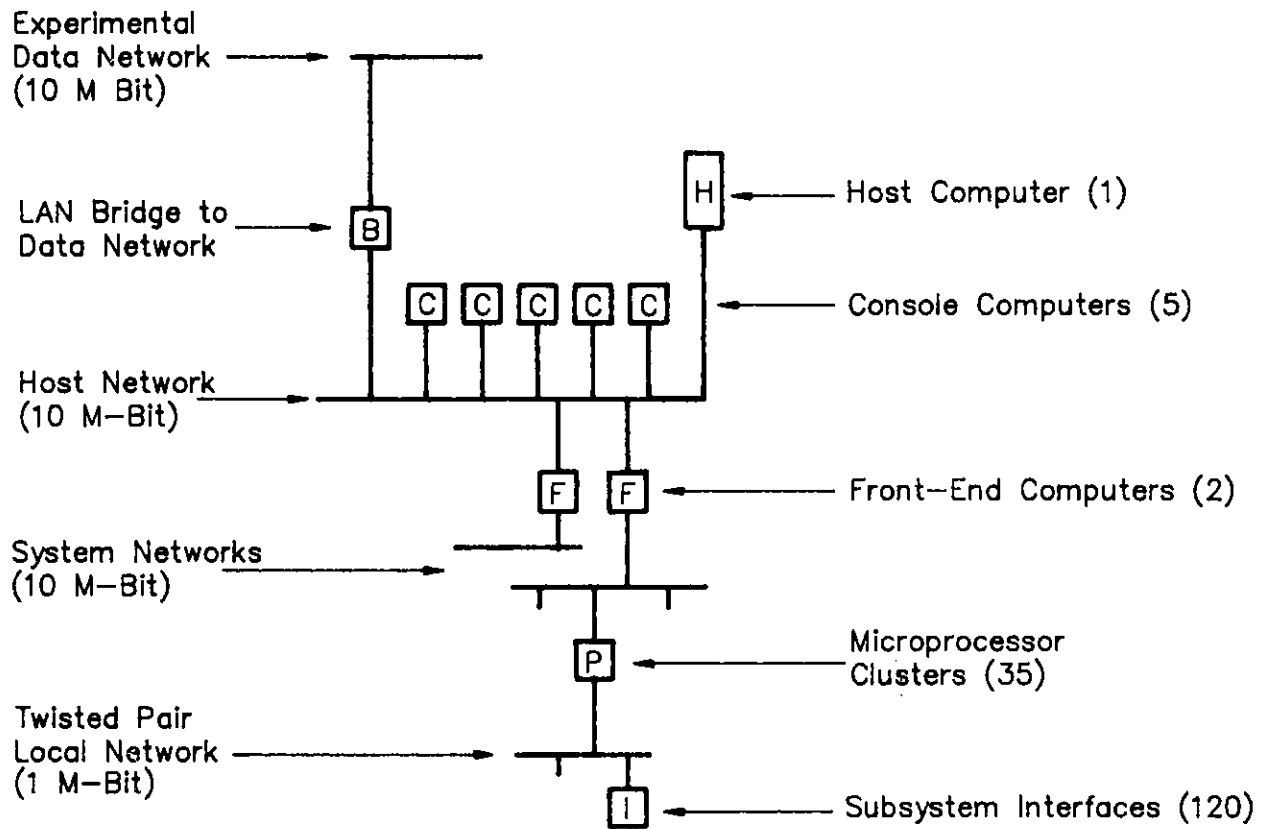 Experimental
Data Network
(10 M Bit)
H
Host Computer (1)
LAN Bridge to
Data Network
B
C C C C C
Console Computers (5)
Host Network
(10 M-Bit)
F F
Front-End Computers (2)
System Networks
(10 M-Bit)
P
Microprocessor
Clusters (35)
Twisted Pair
Local Network
(1 M-Bit)
I
Subsystem Interfaces (120)